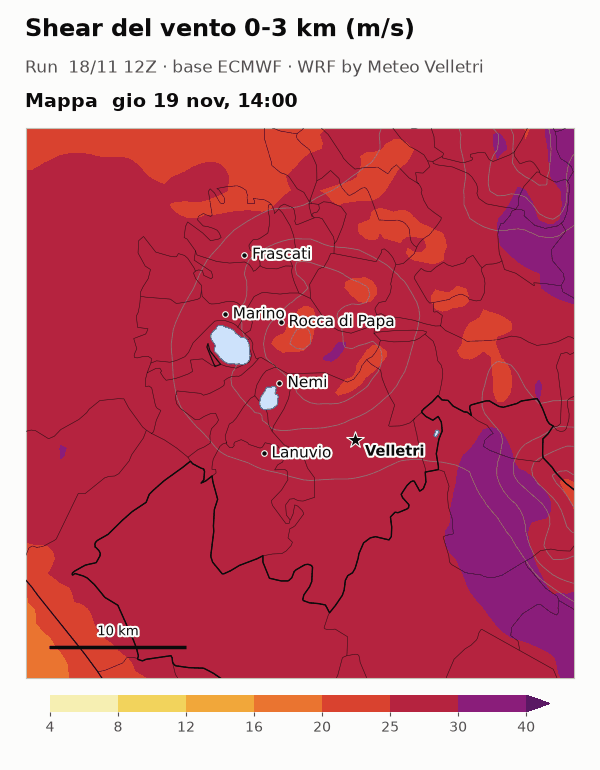 Shear del vento 0-3 km (m/s)
Run  18/11 12Z · base ECMWF · WRF by Meteo Velletri
Mappa  gio 19 nov, 14:00
Frascati
Marino
Rocca di Papa
Nemi
Velletri
Lanuvio
10 km
4 8 12 16 20 25 30 40